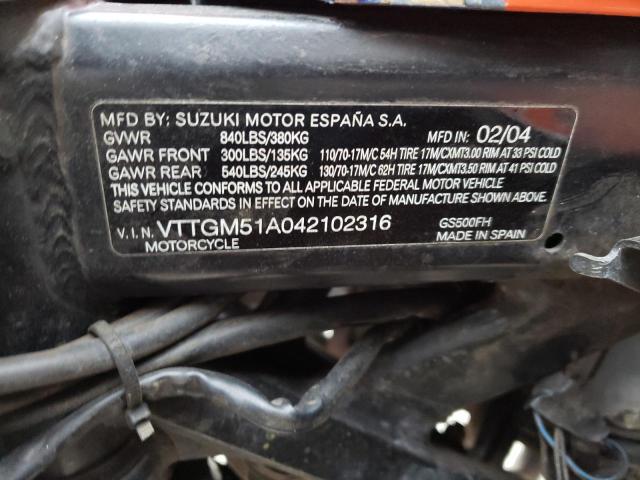 MFD BY: SUZUKI MOTOR ESPAÑA S.A.
GVWR 840LBS/380KG MFD IN: 02/04
GAWR FRONT 300LBS/135KG 110/70-17M/C 54H TIRE 17M/CXMT3.00 RIM AT 33 PSI COLD
GAWR REAR 540LBS/245KG 130/70-17M/C 62H TIRE 17M/CXMT3.50 RIM AT 41 PSI COLD
THIS VEHICLE CONFORMS TO ALL APPLICABLE FEDERAL MOTOR VEHICLE
SAFETY STANDARDS IN EFFECT ON THE DATE OF MANUFACTURE SHOWN ABOVE.
V.I.N. VTTGM51A042102316 GS500FH
MOTORCYCLE MADE IN SPAIN